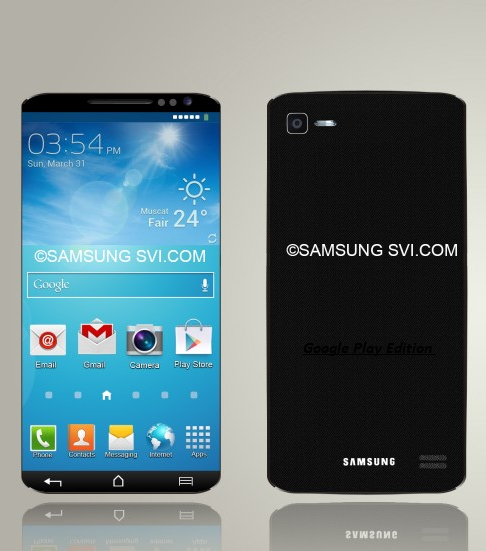 03:54 PM
Sun, March 31
Muscat
Fair 24°
©SAMSUNG SVI.COM
Google
Email Gmail Camera Play Store
Phone Contacts Messaging Internet Apps
©SAMSUNG SVI.COM
Google Play Edition
SAMSUNG
SAMSUNG